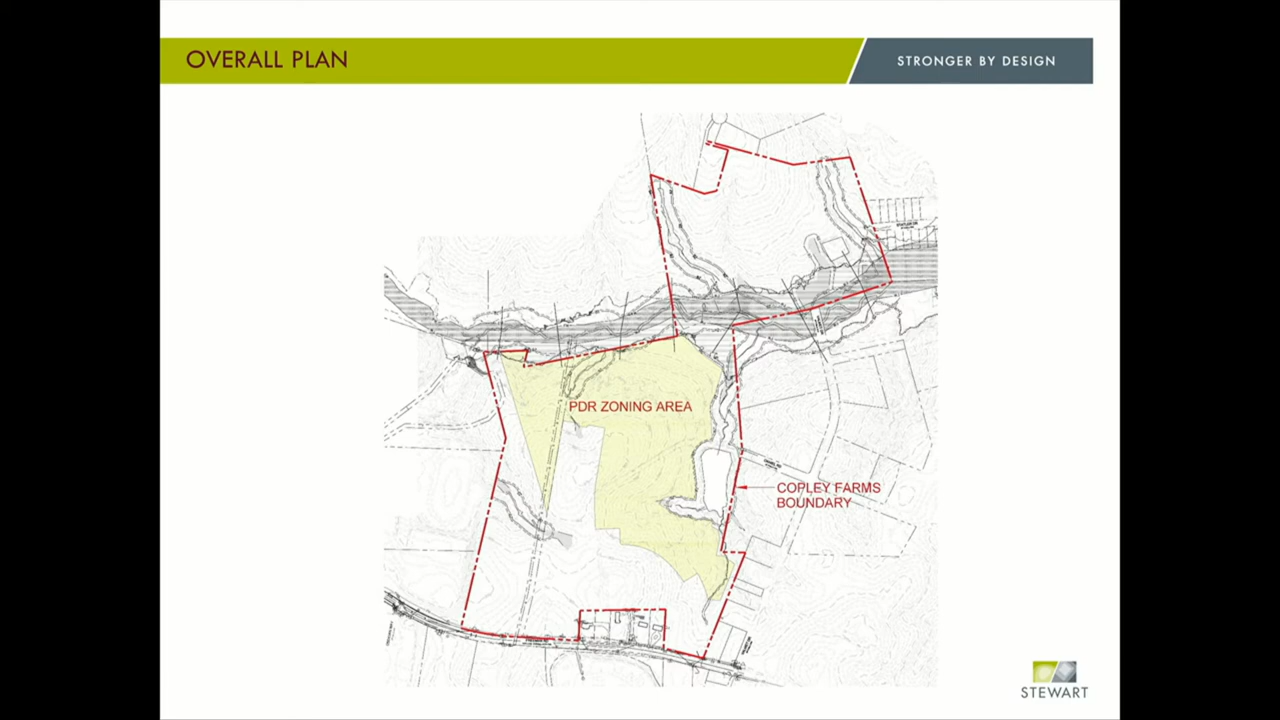 OVERALL PLAN
STRONGER BY DESIGN
PDR ZONING AREA
COPLEY FARMS
BOUNDARY
STEWART